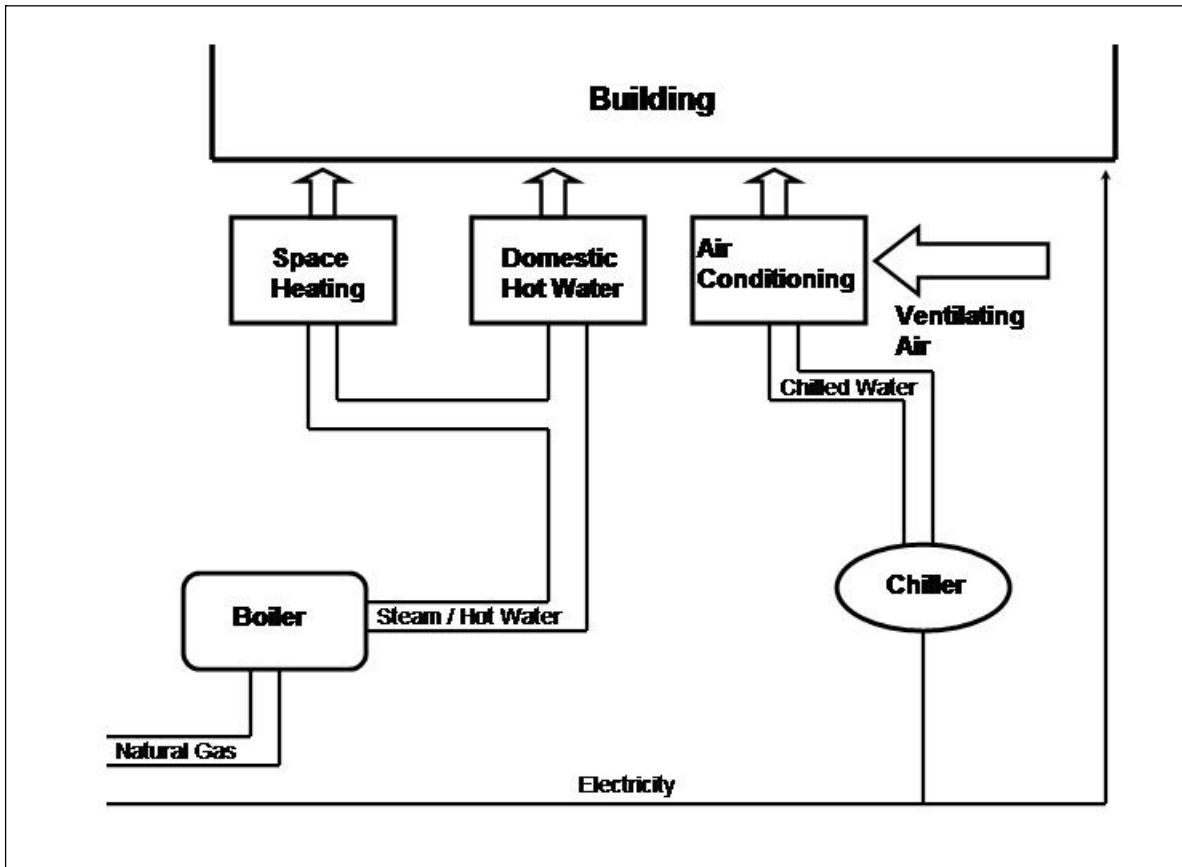 Building
Space
Heating
Domestic
Hot Water
Air
Conditioning
Ventilating
Air
Chilled Water
Chiller
Boiler
Steam / Hot Water
Natural Gas
Electricity